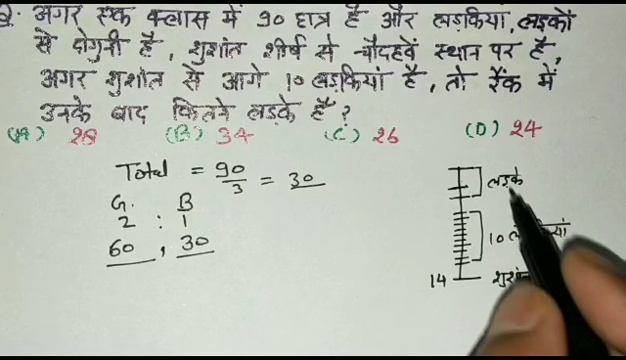 Q. अगर एक क्लास में 90 छात्र है और लड़किया, लड़कों
से दोगुनी है, शुशांत शीर्ष से चौदहवें स्थान पर है,
अगर शुशांत से आगे 10 लड़कियां है, तो रैंक में
उनके बाद कितने लड़के है?
(A) 28 (B) 34 (C) 26 (D) 24
Total = 90/3 = 30
G. B
2 : 1
60, 30
लड़के
10
14